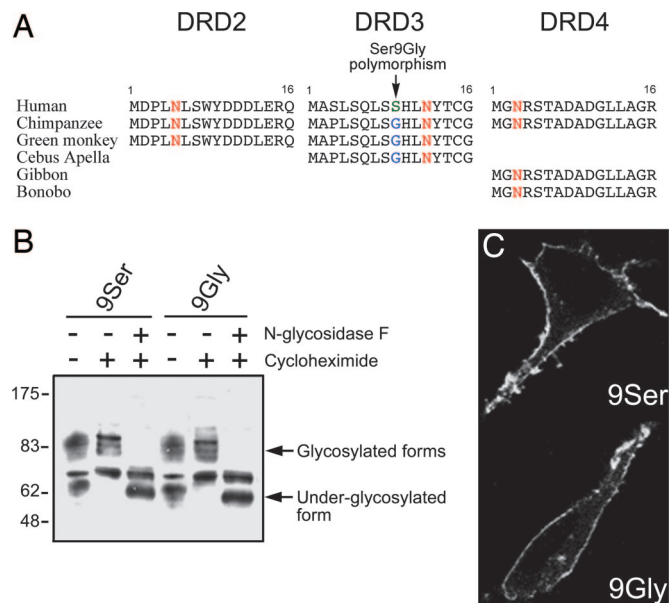 A
DRD2 DRD3 DRD4
Ser9Gly
polymorphism
1 16 1 16 1 16
Human MDPLNLSWYDDDLERQ MASLSQLSSHLNYTCG MGNRSTADADGLLAGR
Chimpanzee MDPLNLSWYDDDLERQ MAPLSQLSGHLNYTCG MGNRSTADADGLLAGR
Green monkey MDPLNLSWYDDDLERQ MAPLSQLSGHLNYTCG
Cebus Apella MAPLSQLSGHLNYTCG
Gibbon MGNRSTADADGLLAGR
Bonobo MGNRSTADADGLLAGR
B
9Ser 9Gly
- - + - - + N-glycosidase F
- + + - + + Cycloheximide
175-
83-
62-
48-
Glycosylated forms
Under-glycosylated
form
C
9Ser
9Gly